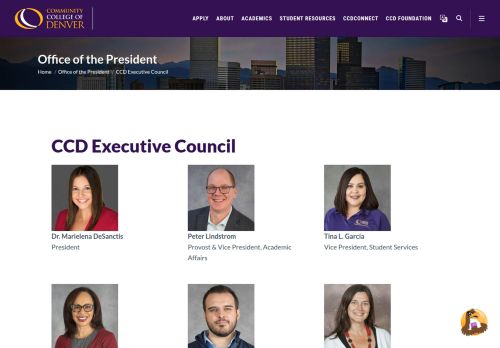 COMMUNITY
COLLEGE OF
DENVER
APPLY ABOUT ACADEMICS STUDENT RESOURCES CCDCONNECT CCD FOUNDATION
Office of the President
Home / Office of the President / CCD Executive Council
CCD Executive Council
Dr. Marielena DeSanctis
President
Peter Lindstrom
Provost & Vice President, Academic
Affairs
Tina L. Garcia
Vice President, Student Services